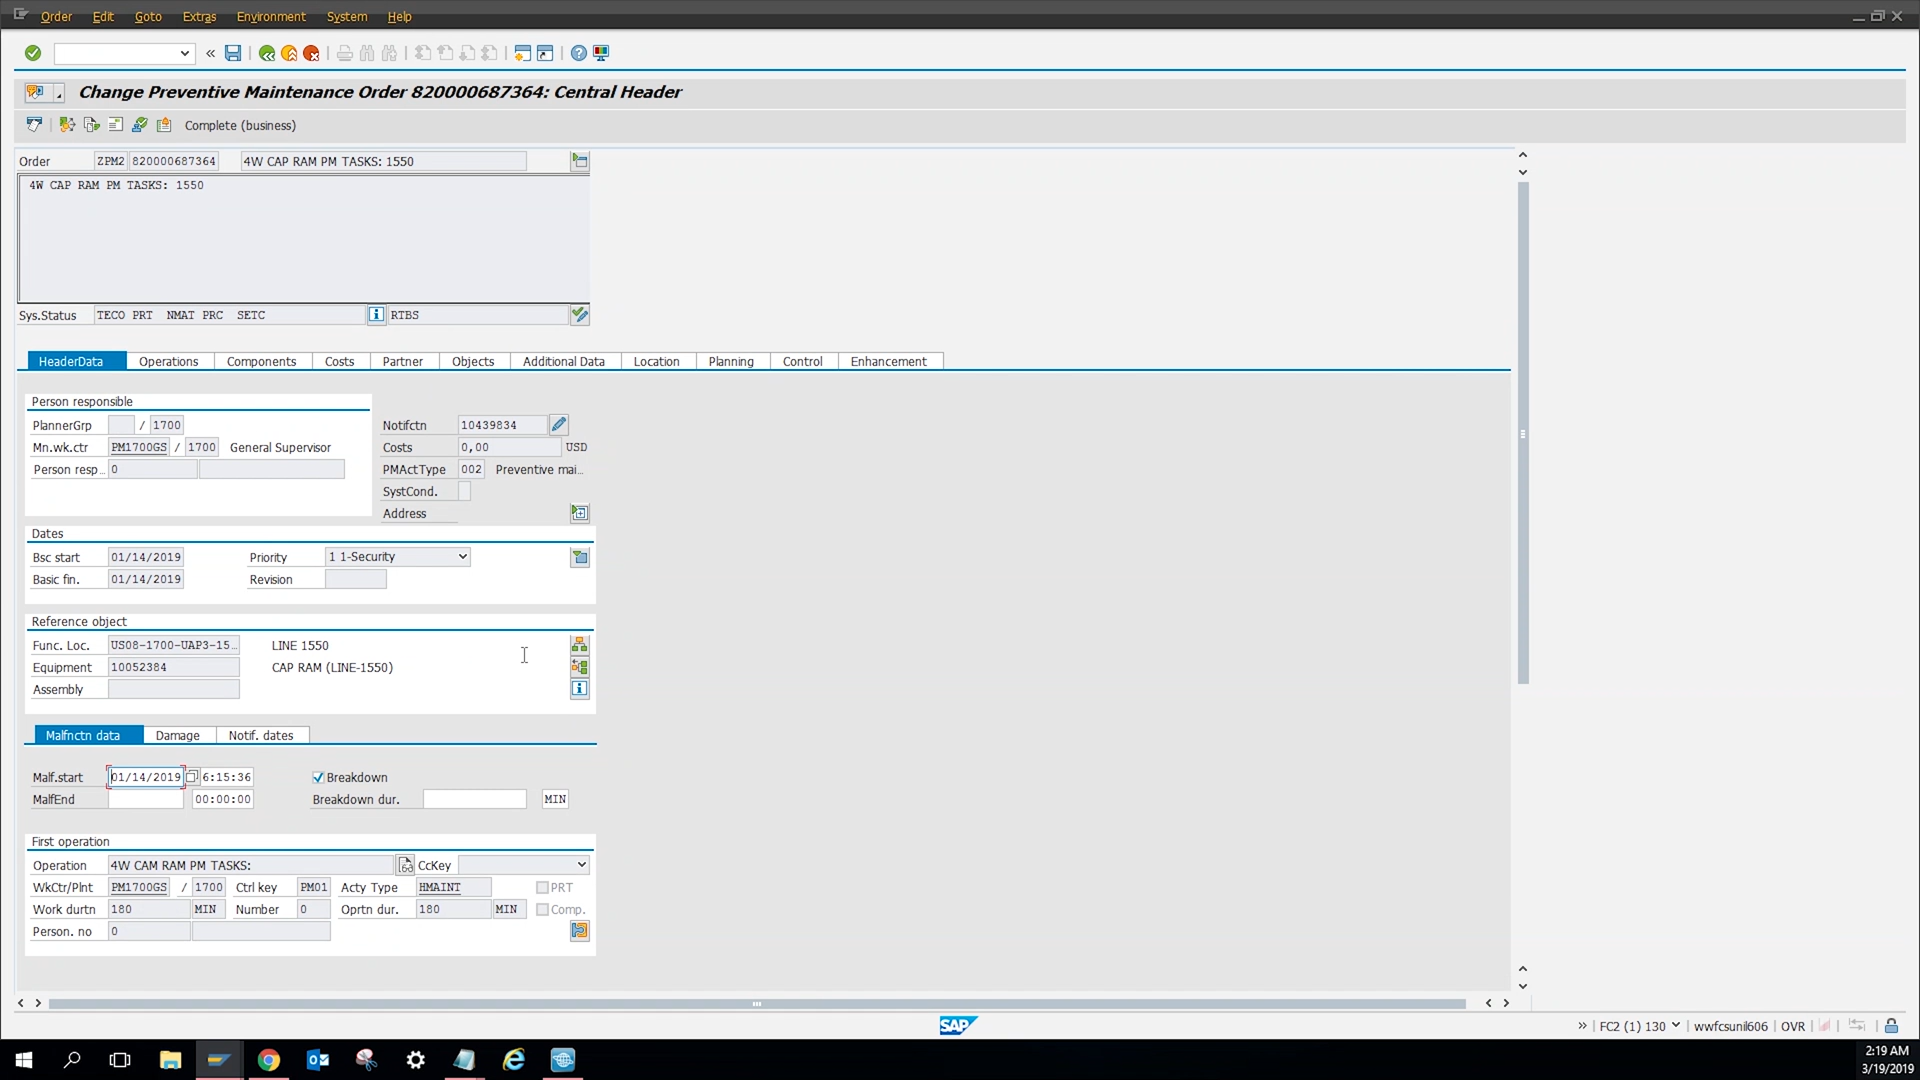 Order Edit Goto Extras Environment System Help
Change Preventive Maintenance Order 820000687364: Central Header
Complete (business)
Order ZPM2 820000687364 4W CAP RAM PM TASKS: 1550
4W CAP RAM PM TASKS: 1550
Sys.Status TECO PRT NMAT PRC SETC RTBS
HeaderData Operations Components Costs Partner Objects Additional Data Location Planning Control Enhancement
Person responsible
PlannerGrp / 1700 Notifctn 10439834
Mn.wk.ctr PM1700GS / 1700 General Supervisor Costs 0,00 USD
Person resp.. 0 PMActType 002 Preventive mai..
SystCond.
Address
Dates
Bsc start 01/14/2019 Priority 1 1-Security
Basic fin. 01/14/2019 Revision
Reference object
Func. Loc. US08-1700-UAP3-15.. LINE 1550
Equipment 10052384 CAP RAM (LINE-1550)
Assembly
Malfnctn data Damage Notif. dates
Malf.start 01/14/2019 6:15:36 Breakdown
MalfEnd 00:00:00 Breakdown dur. MIN
First operation
Operation 4W CAM RAM PM TASKS: CcKey
WkCtr/Plnt PM1700GS / 1700 Ctrl key PM01 Acty Type HMAINT PRT
Work durtn 180 MIN Number 0 Oprtn dur. 180 MIN Comp.
Person. no 0
SAP
FC2 (1) 130 wwfcsunil606 OVR
2:19 AM
3/19/2019